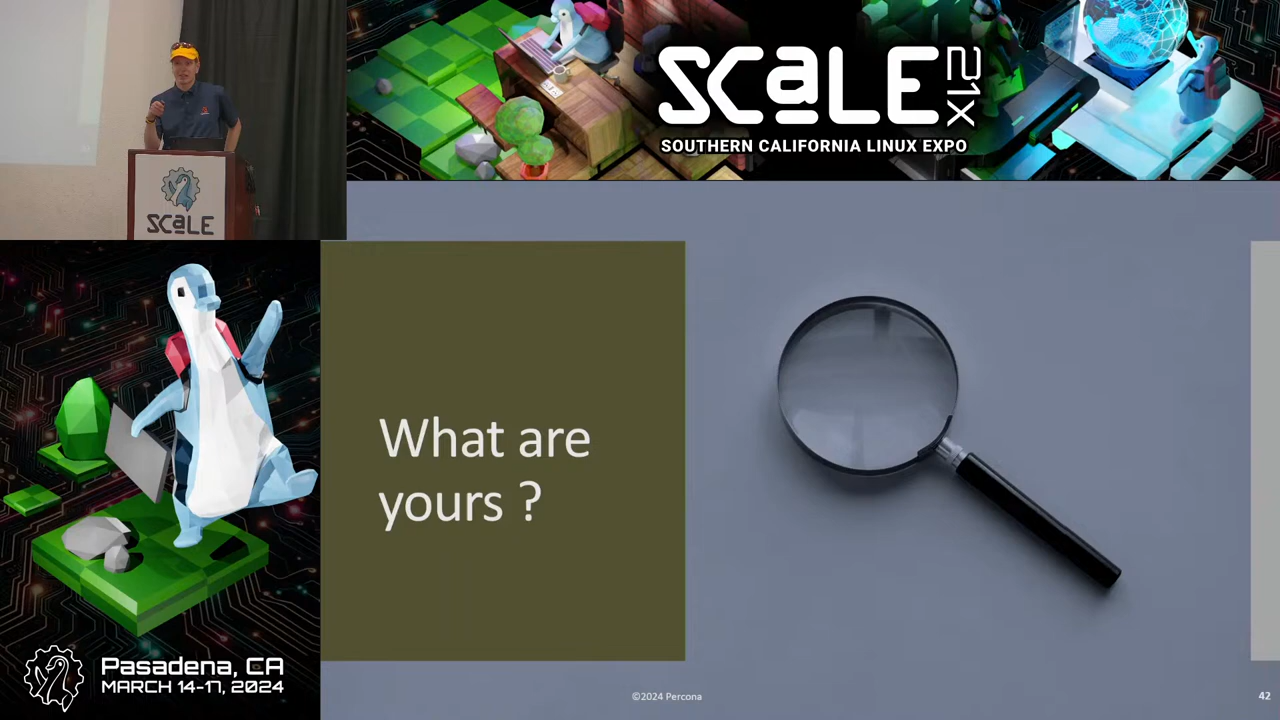 SCaLE 21X
SOUTHERN CALIFORNIA LINUX EXPO
SCaLE
What are
yours ?
Pasadena, CA
MARCH 14-17, 2024
©2024 Percona
42